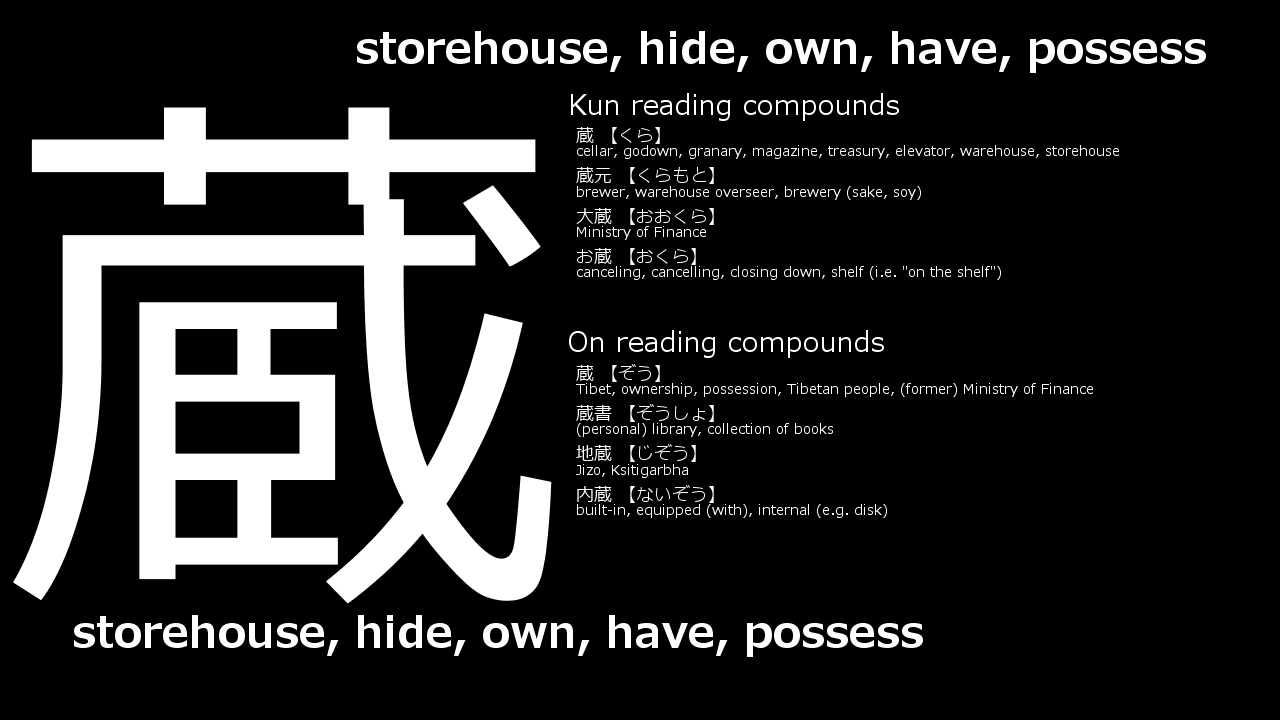 storehouse, hide, own, have, possess
蔵
Kun reading compounds
蔵 【くら】
cellar, godown, granary, magazine, treasury, elevator, warehouse, storehouse
蔵元 【くらもと】
brewer, warehouse overseer, brewery (sake, soy)
大蔵 【おおくら】
Ministry of Finance
お蔵 【おくら】
canceling, cancelling, closing down, shelf (i.e. "on the shelf")
On reading compounds
蔵 【ぞう】
Tibet, ownership, possession, Tibetan people, (former) Ministry of Finance
蔵書 【ぞうしょ】
(personal) library, collection of books
地蔵 【じぞう】
Jizo, Ksitigarbha
内蔵 【ないぞう】
built-in, equipped (with), internal (e.g. disk)
storehouse, hide, own, have, possess